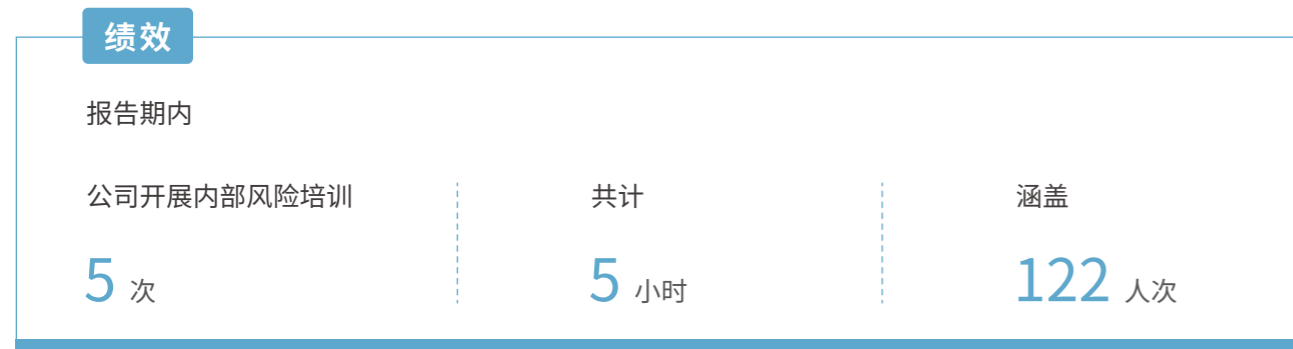 绩效
报告期内
公司开展内部风险培训
5 次
共计
5 小时
涵盖
122 人次